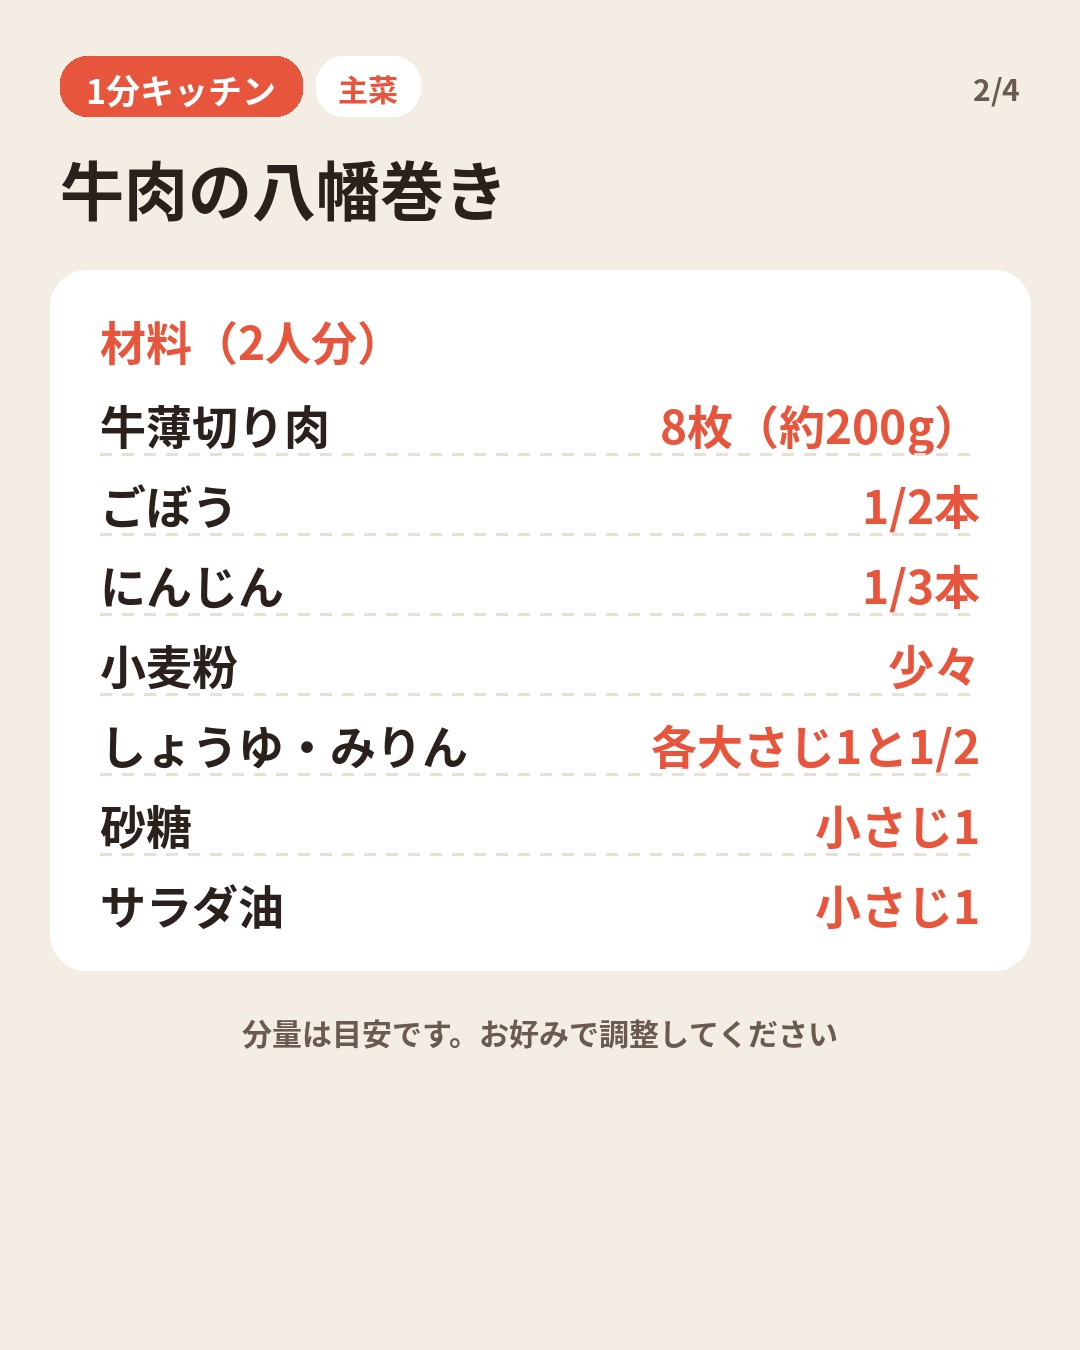 1分キッチン 主菜 2/4
牛肉の八幡巻き
材料（2人分）
牛薄切り肉 8枚（約200g）
ごぼう 1/2本
にんじん 1/3本
小麦粉 少々
しょうゆ・みりん 各大さじ1と1/2
砂糖 小さじ1
サラダ油 小さじ1
分量は目安です。お好みで調整してください